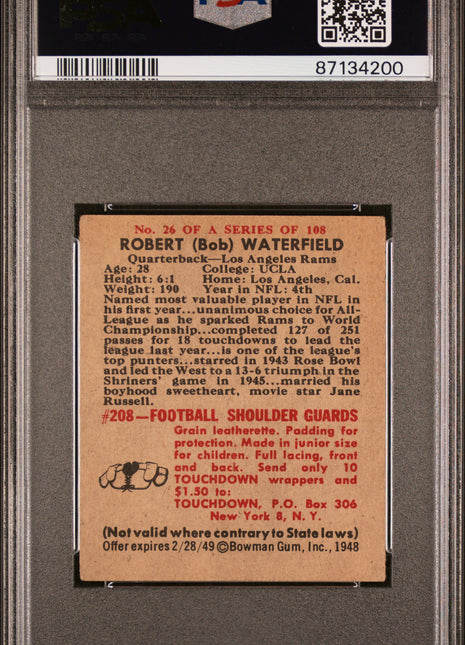 PSA
87134200
No. 26 OF A SERIES OF 108
ROBERT (Bob) WATERFIELD
Quarterback—Los Angeles Rams
Age: 28 College: UCLA
Height: 6:1 Home: Los Angeles, Cal.
Weight: 190 Year in NFL: 4th
Named most valuable player in NFL in
his first year...unanimous choice for All-
League as he sparked Rams to World
Championship...completed 127 of 251
passes for 18 touchdowns to lead the
league last year...is one of the league's
top punters...starred in 1943 Rose Bowl
and led the West to a 13-6 triumph in the
Shriners' game in 1945...married his
boyhood sweetheart, movie star Jane
Russell.
#208—FOOTBALL SHOULDER GUARDS
Grain leatherette. Padding for
protection. Made in junior size
for children. Full lacing, front
and back. Send only 10
TOUCHDOWN wrappers and
$1.50 to:
TOUCHDOWN, P.O. Box 306
New York 8, N. Y.
(Not valid where contrary to State laws)
Offer expires 2/28/49 ©Bowman Gum, Inc., 1948